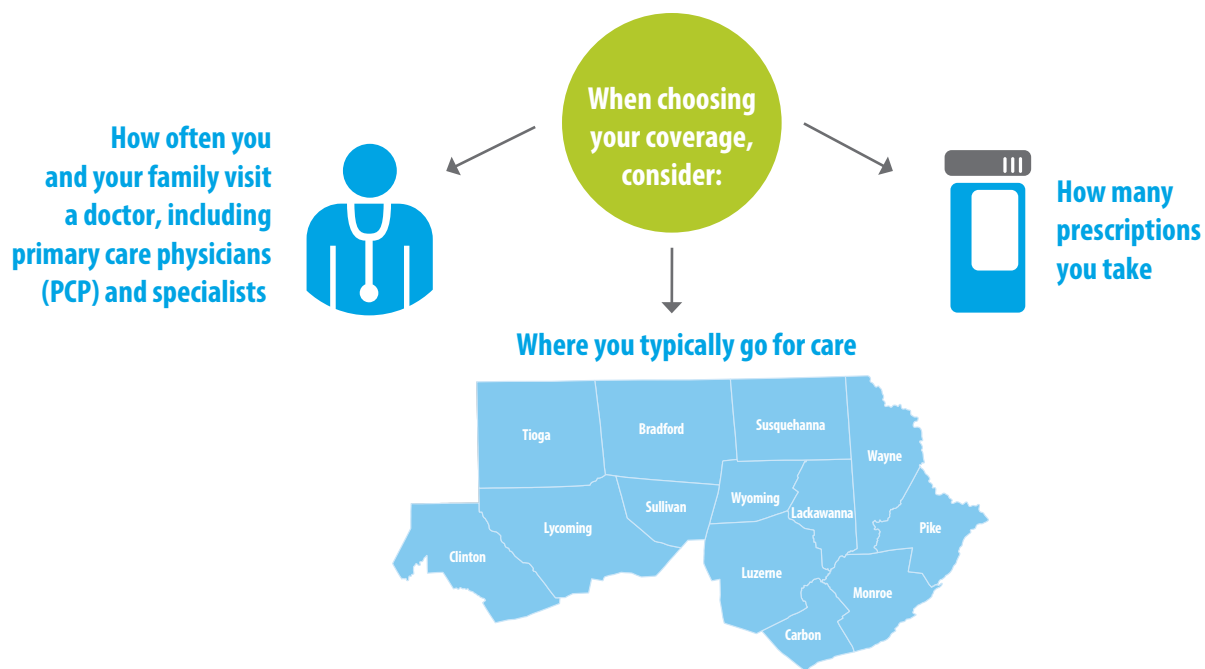 When choosing
your coverage,
consider:
How often you
and your family visit
a doctor, including
primary care physicians
(PCP) and specialists
How many
prescriptions
you take
Where you typically go for care
Tioga
Bradford
Susquehanna
Wayne
Wyoming
Sullivan
Lackawanna
Lycoming
Pike
Clinton
Luzerne
Monroe
Carbon